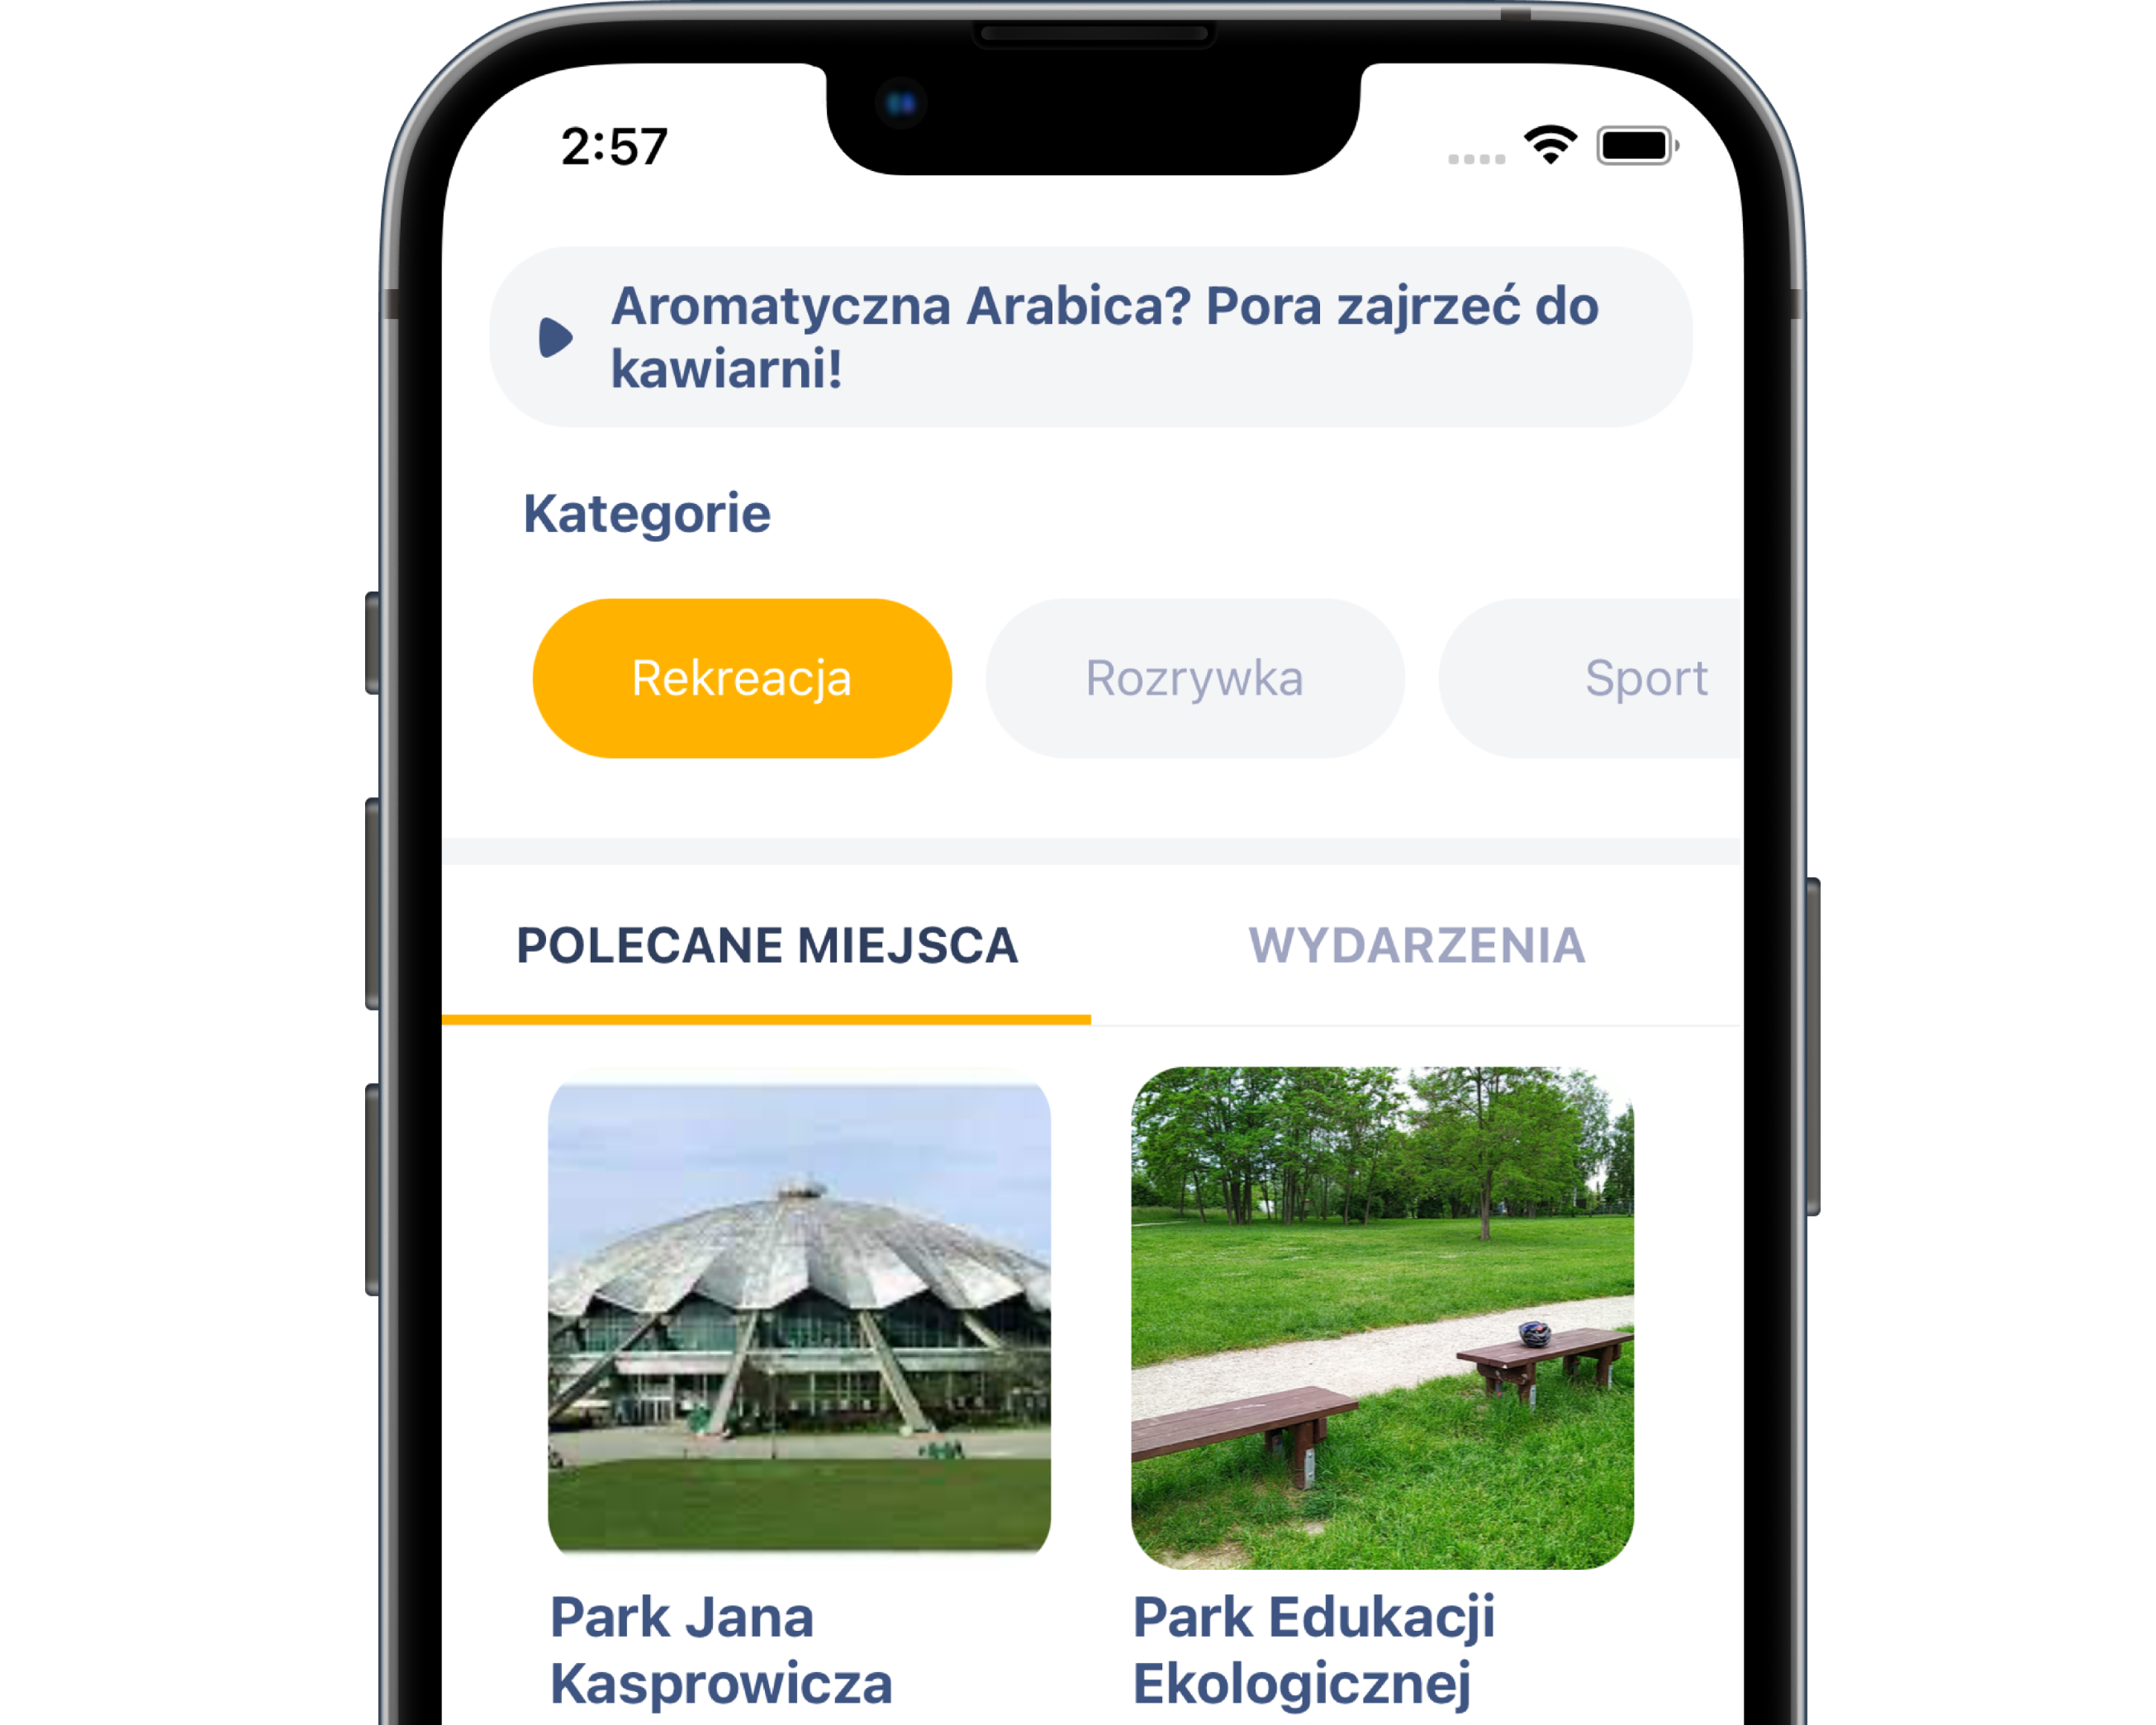 2:57
Aromatyczna Arabica? Pora zajrzeć do
kawiarni!
Kategorie
Rekreacja
Rozrywka
Sport
POLECANE MIEJSCA
WYDARZENIA
Park Jana
Kasprowicza
Park Edukacji
Ekologicznej